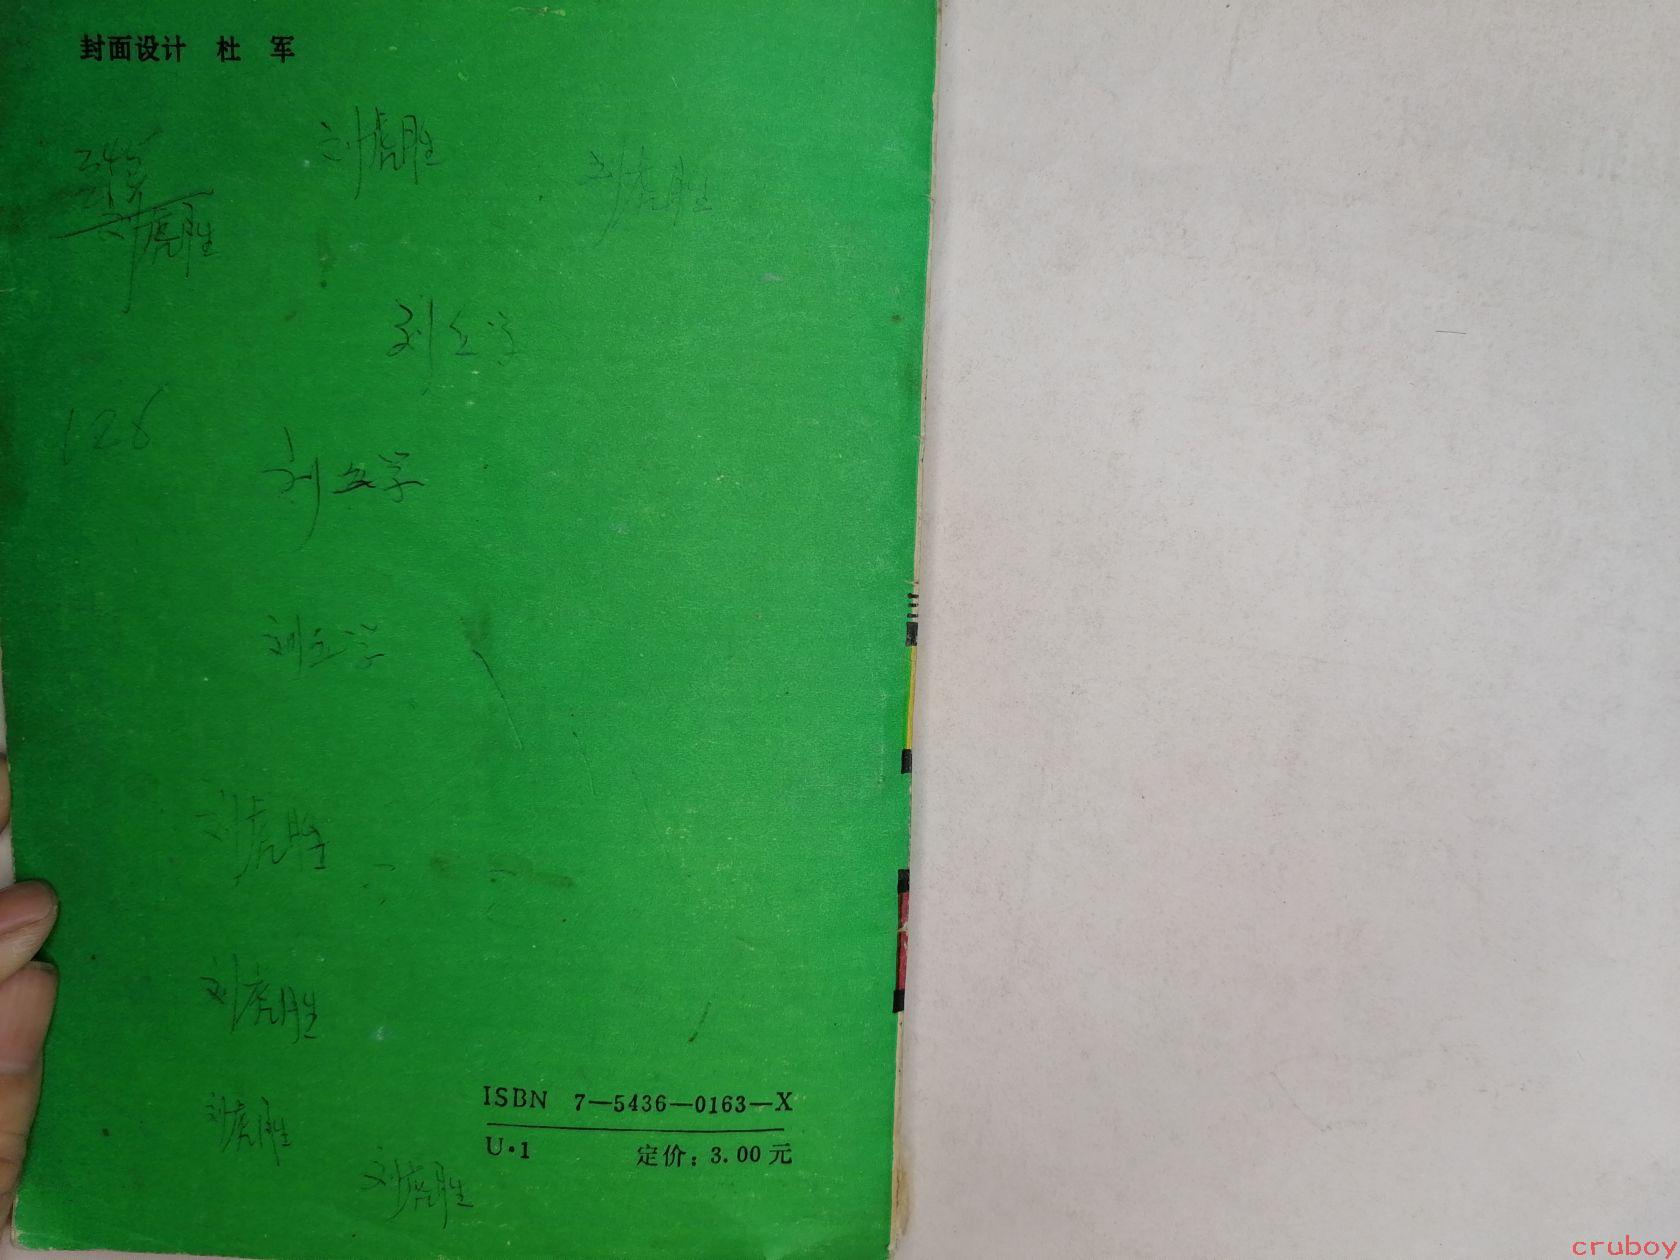 封面设计 杜 军
刘虎胜
刘虎胜
刘虎胜
刘立学
126
刘立学
刘立学
刘虎胜
刘虎胜
刘虎胜
刘虎胜
ISBN 7—5436—0163—X
U·1 定价：3.00元
cruboy